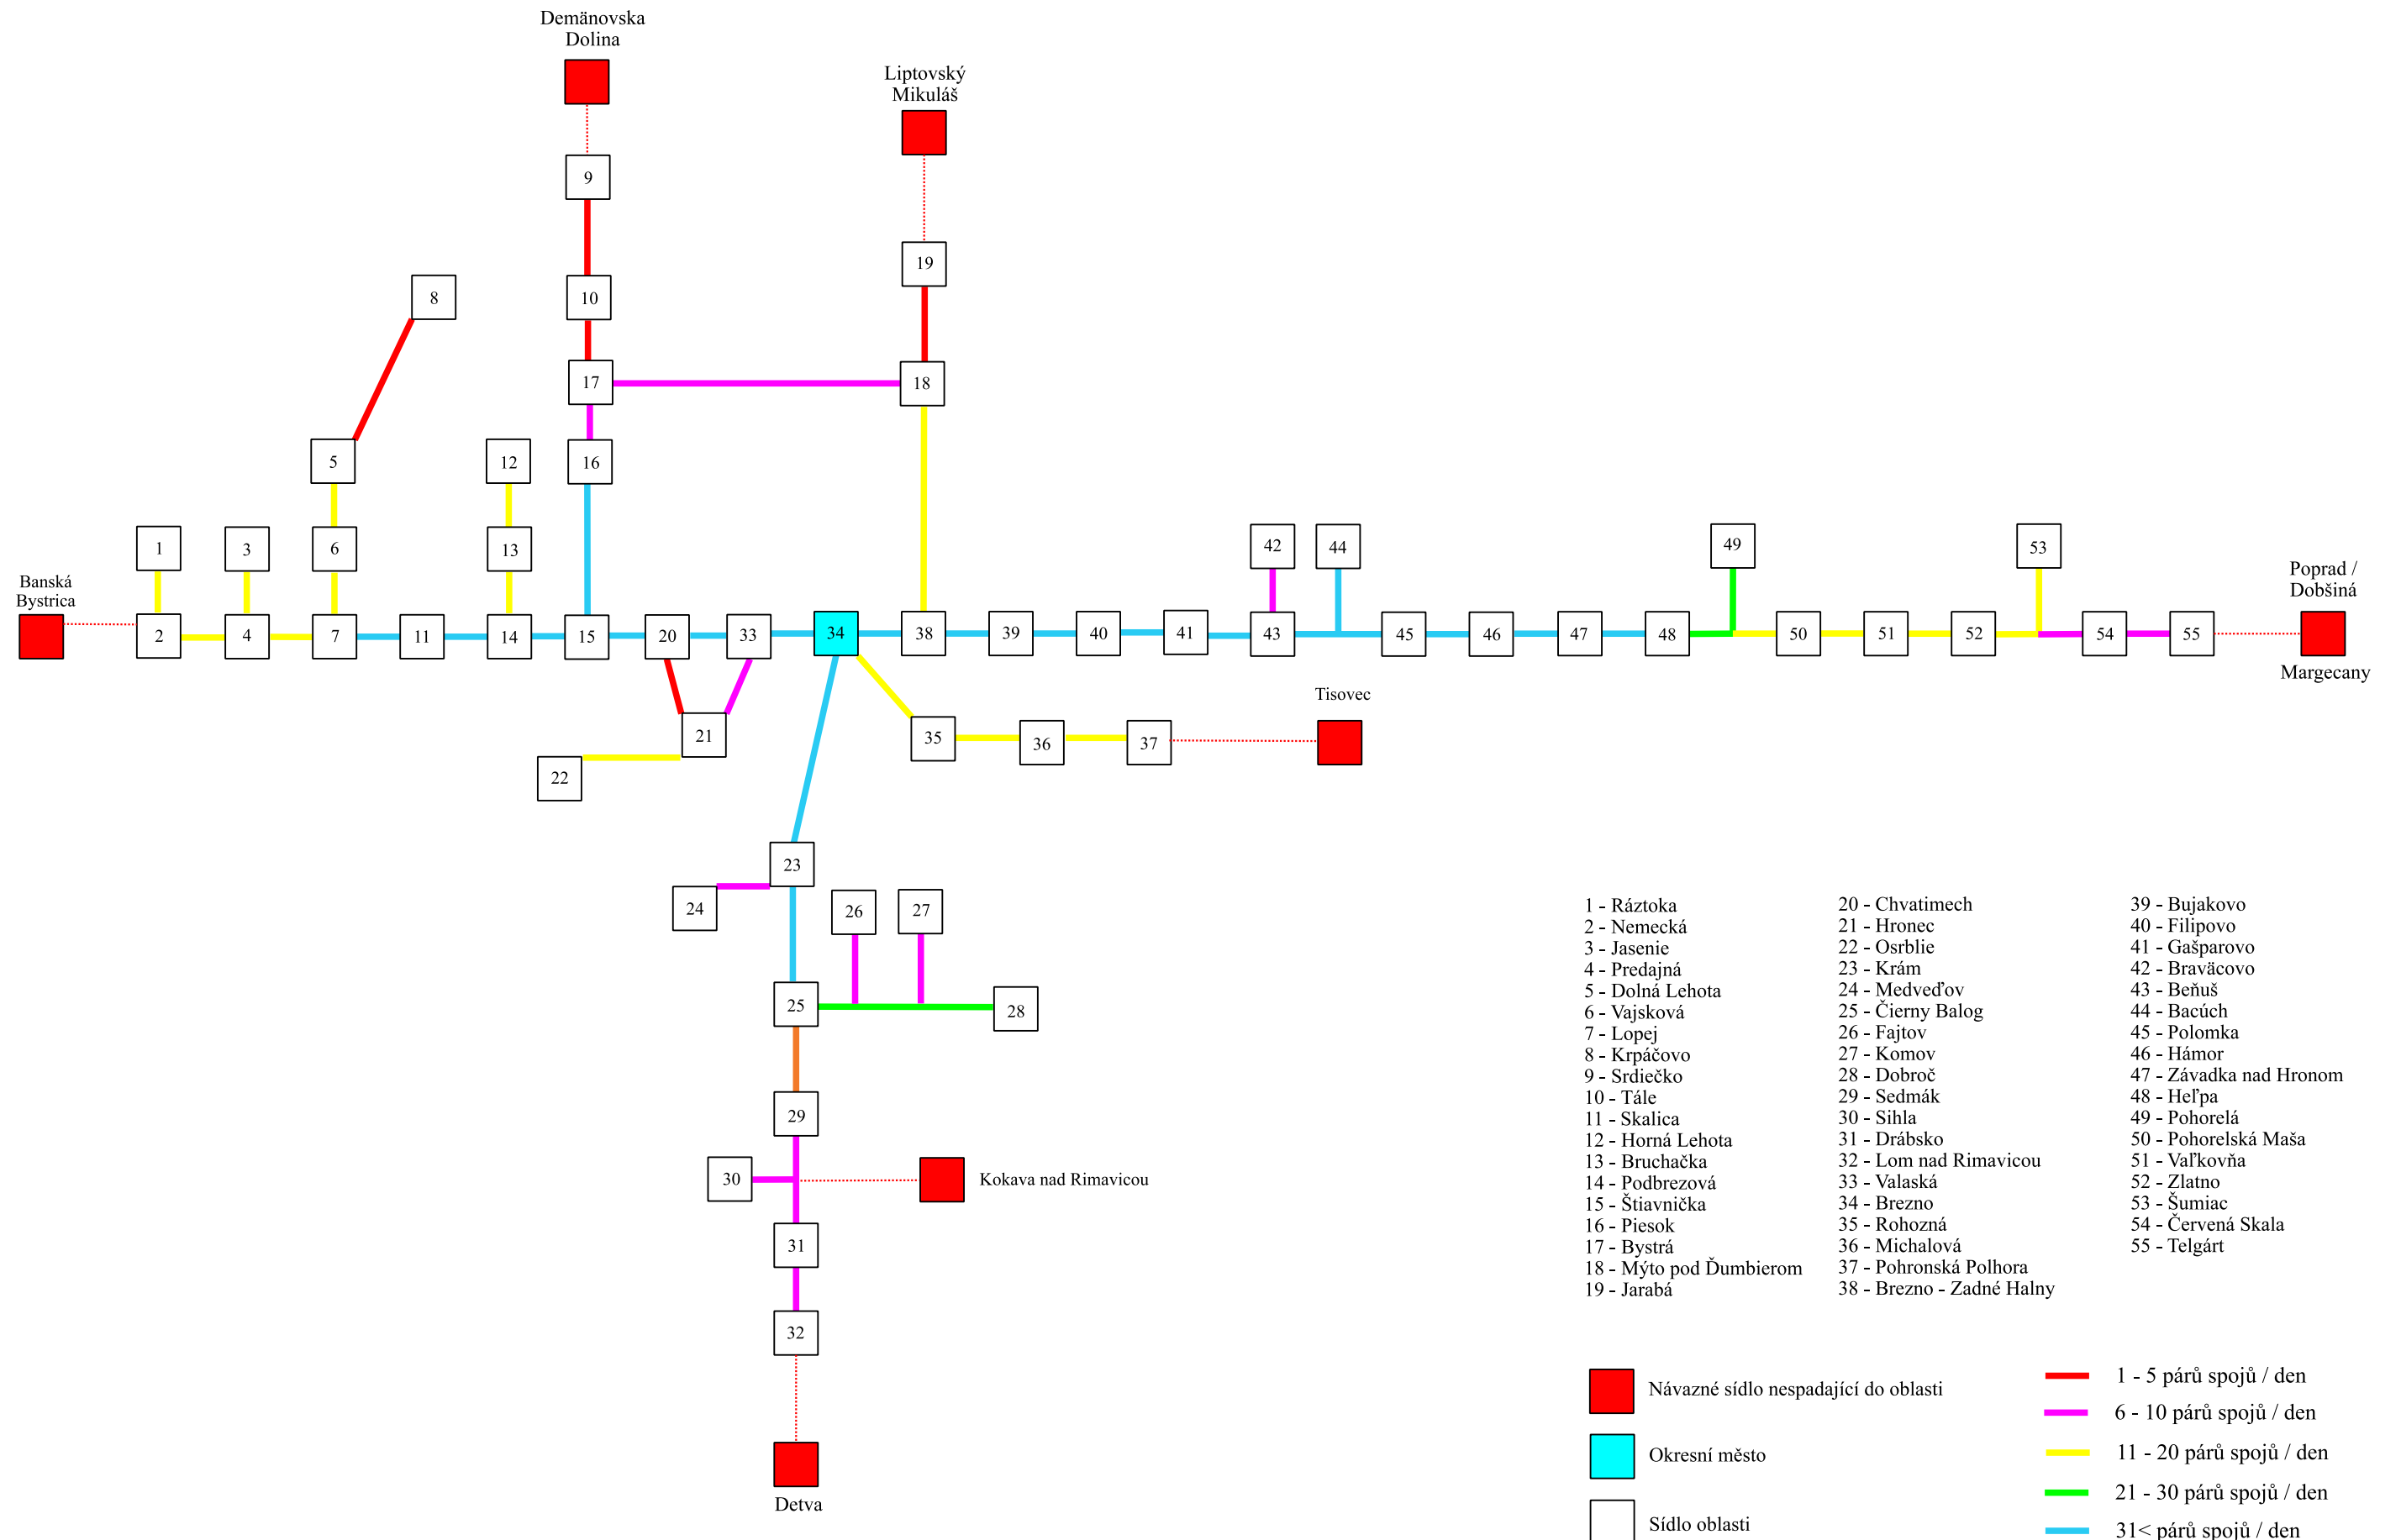 Demänovska
Dolina
Liptovský
Mikuláš
9
19
10
8
17
18
5
12
16
1
3
6
13
42
44
49
53
Banská
Bystrica
Poprad /
Dobšiná
2
4
7
11
14
15
20
33
34
38
39
40
41
43
45
46
47
48
50
51
52
54
55
Margecany
Tisovec
21
35
36
37
22
23
24
26
27
25
28
29
30
Kokava nad Rimavicou
31
32
Detva
1 - Ráztoka
2 - Nemecká
3 - Jasenie
4 - Predajná
5 - Dolná Lehota
6 - Vajsková
7 - Lopej
8 - Krpáčovo
9 - Srdiečko
10 - Tále
11 - Skalica
12 - Horná Lehota
13 - Bruchačka
14 - Podbrezová
15 - Štiavnička
16 - Piesok
17 - Bystrá
18 - Mýto pod Ďumbierom
19 - Jarabá
20 - Chvatimech
21 - Hronec
22 - Osrblie
23 - Krám
24 - Medveďov
25 - Čierny Balog
26 - Fajtov
27 - Komov
28 - Dobroč
29 - Sedmák
30 - Sihla
31 - Drábsko
32 - Lom nad Rimavicou
33 - Valaská
34 - Brezno
35 - Rohozná
36 - Michalová
37 - Pohronská Polhora
38 - Brezno - Zadné Halny
39 - Bujakovo
40 - Filipovo
41 - Gašparovo
42 - Braväcovo
43 - Beňuš
44 - Bacúch
45 - Polomka
46 - Hámor
47 - Závadka nad Hronom
48 - Heľpa
49 - Pohorelá
50 - Pohorelská Maša
51 - Vaľkovňa
52 - Zlatno
53 - Šumiac
54 - Červená Skala
55 - Telgárt
Návazné sídlo nespadající do oblasti
Okresní město
Sídlo oblasti
1 - 5 párů spojů / den
6 - 10 párů spojů / den
11 - 20 párů spojů / den
21 - 30 párů spojů / den
31< párů spojů / den